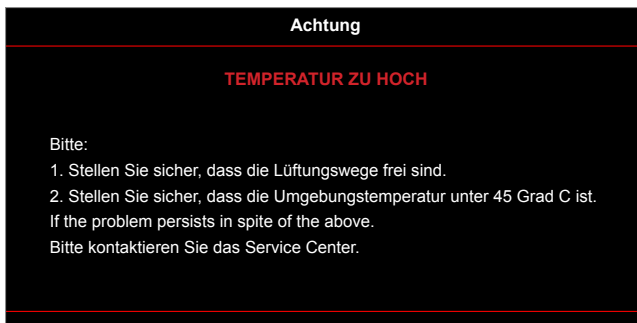 Achtung
TEMPERATUR ZU HOCH
Bitte:
1. Stellen Sie sicher, dass die Lüftungswege frei sind.
2. Stellen Sie sicher, dass die Umgebungstemperatur unter 45 Grad C ist.
If the problem persists in spite of the above.
Bitte kontaktieren Sie das Service Center.